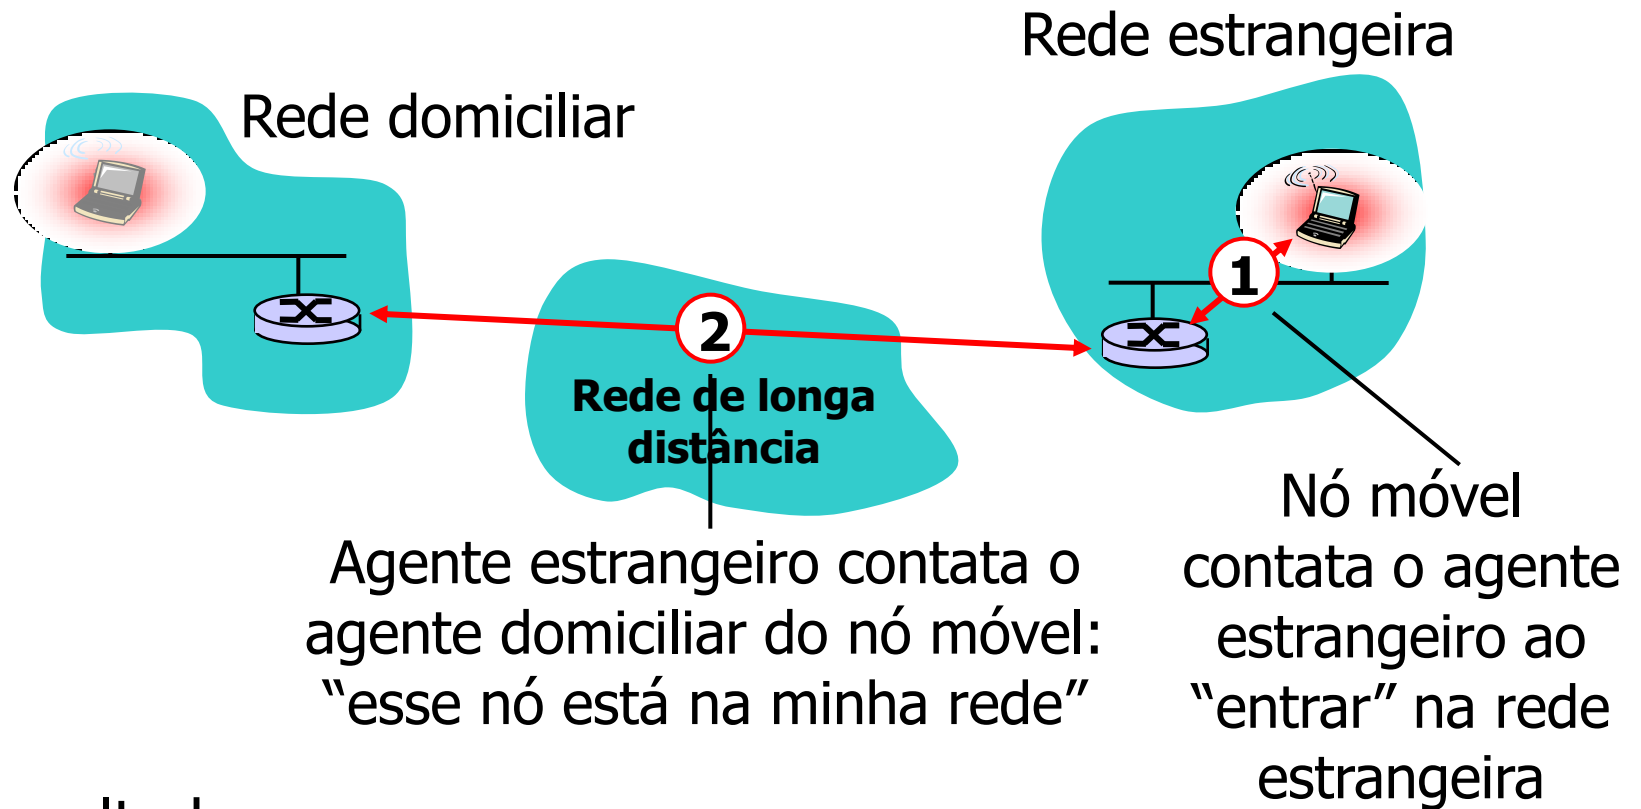 Rede estrangeira
Rede domiciliar
1
2
Rede de longa
distância
Agente estrangeiro contata o
agente domiciliar do nó móvel:
“esse nó está na minha rede”
Nó móvel
contata o agente
estrangeiro ao
“entrar” na rede
estrangeira